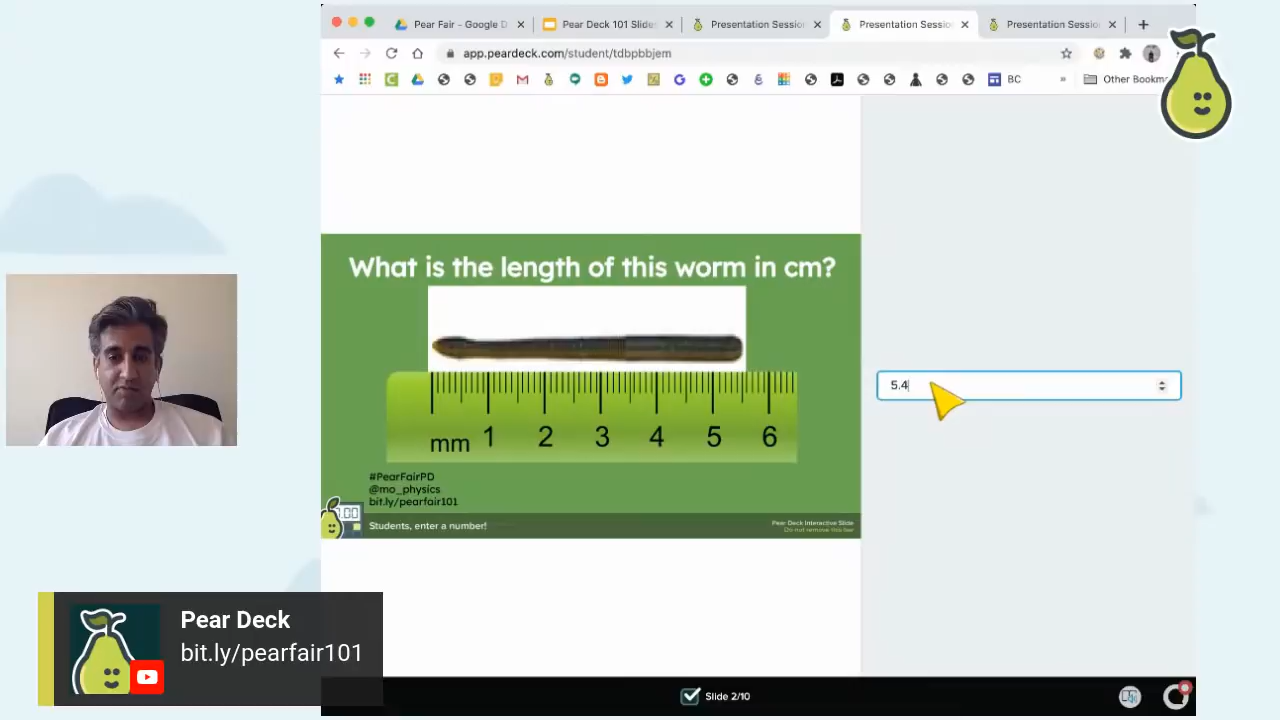 Pear Fair – Google D
Pear Deck 101 Slides
Presentation Sessio
Presentation Sessio
Presentation Sessio
app.peardeck.com/student/tdbpbbjem
BC
»
Other Bookma
What is the length of this worm in cm?
mm 1 2 3 4 5 6
5.4
#PearFairPD
@mo_physics
bit.ly/pearfair101
Students, enter a number!
Pear Deck Interactive Slide
Do not remove this bar
Pear Deck
bit.ly/pearfair101
Slide 2/10